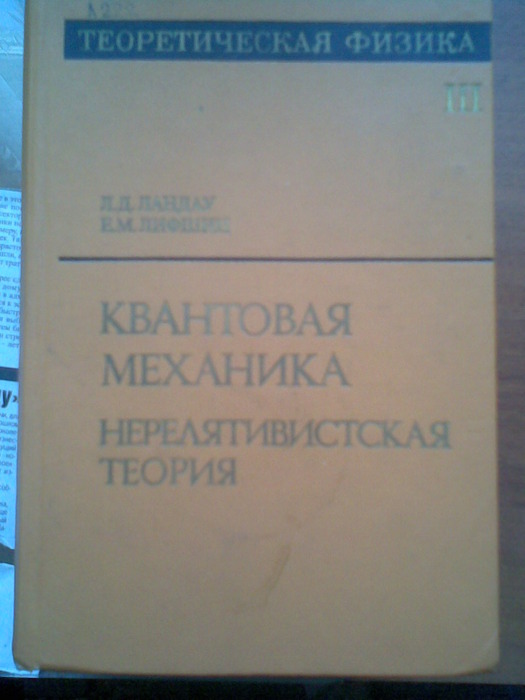 ТЕОРЕТИЧЕСКАЯ ФИЗИКА
III
Л.Д. ЛАНДАУ
Е.М. ЛИФШИЦ
КВАНТОВАЯ
МЕХАНИКА
НЕРЕЛЯТИВИСТСКАЯ
ТЕОРИЯ